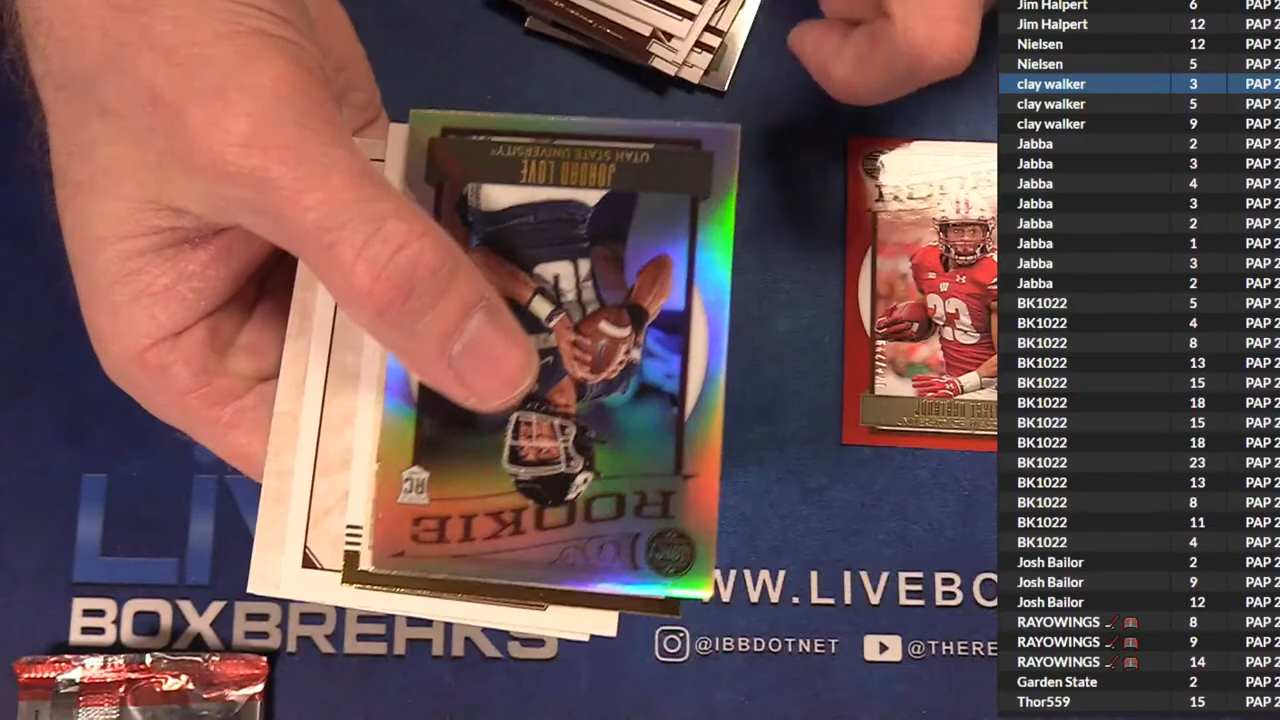 Jim Halpert 6 PAP 2
Jim Halpert 12 PAP 2
Nielsen 12 PAP 2
Nielsen 5 PAP 2
clay walker 3 PAP 2
clay walker 5 PAP 2
clay walker 9 PAP 2
Jabba 2 PAP 2
Jabba 3 PAP 2
Jabba 4 PAP 2
Jabba 3 PAP 2
Jabba 2 PAP 2
Jabba 1 PAP 2
Jabba 3 PAP 2
Jabba 2 PAP 2
BK1022 5 PAP 2
BK1022 4 PAP 2
BK1022 8 PAP 2
BK1022 13 PAP 2
BK1022 15 PAP 2
BK1022 18 PAP 2
BK1022 15 PAP 2
BK1022 18 PAP 2
BK1022 23 PAP 2
BK1022 13 PAP 2
BK1022 8 PAP 2
BK1022 11 PAP 2
BK1022 4 PAP 2
Josh Bailor 2 PAP 2
Josh Bailor 9 PAP 2
Josh Bailor 12 PAP 2
RAYOWINGS 8 PAP 2
RAYOWINGS 9 PAP 2
RAYOWINGS 14 PAP 2
Garden State 2 PAP 2
Thor559 15 PAP 2
UTAH STATE UNIVERSITY
JORDAN LOVE
RC
ROOKIE
23
LIV
BOXBREAKS
WW.LIVEBO
@IBBDOTNET
@THERE